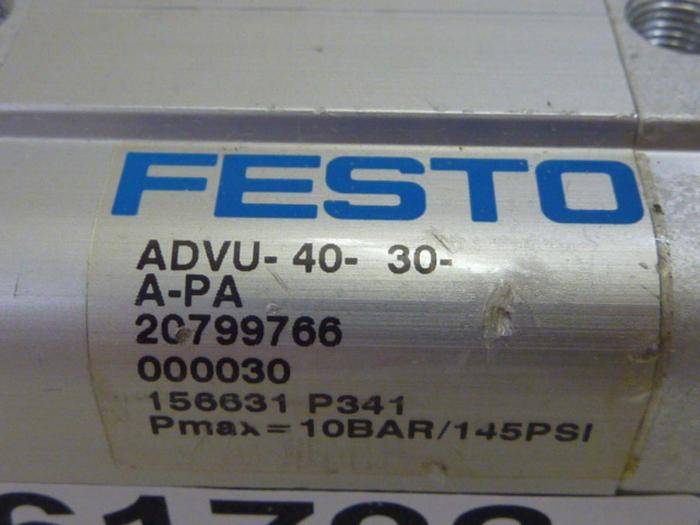 FESTO
ADVU- 40- 30-
A-PA
20799766
000030
156631 P341
Pmax=10BAR/145PSI